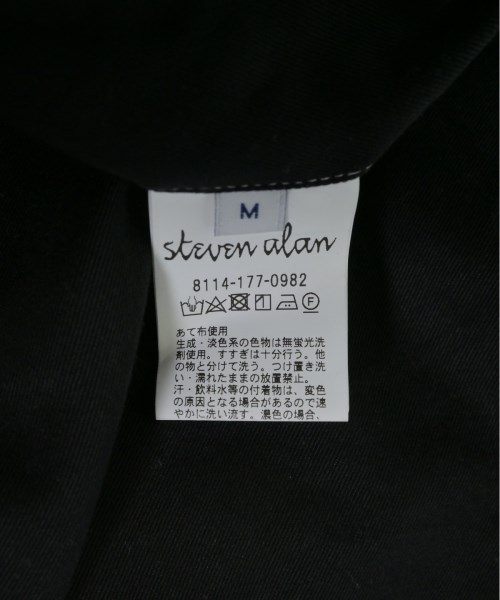 M
steven alan
8114-177-0982
あて布使用
生成・淡色系の色物は無蛍光洗
剤使用。すすぎは十分行う。他
の物と分けて洗う。つけ置き洗
い・濡れたままの放置禁止。
汗・飲料水等の付着物は、変色
の原因となる場合があるので速
やかに洗い流す。濃色の場合、